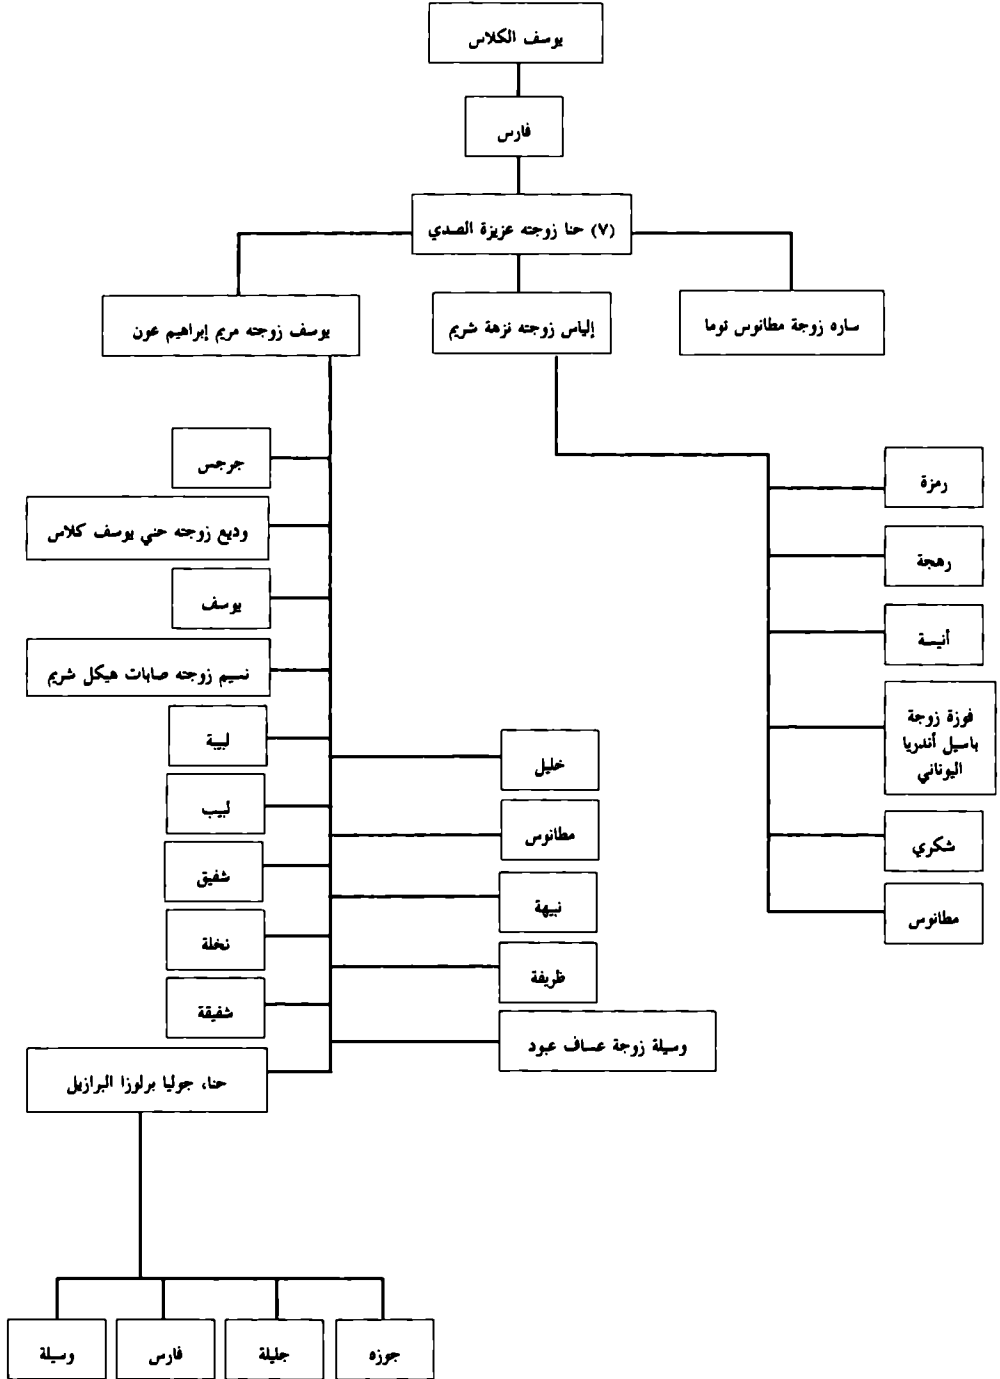 يوسف الكلاس
فارس
(٧) حنا زوجته عزيزة الصدي
ساره زوجة مطانوس توما
إلياس زوجته نزهة شريم
يوسف زوجته مريم إبراهيم عون
رمزة
رهجة
أنيسة
فوزة زوجة
باسيل أندريا
اليوناني
شكري
مطانوس
جرجس
وديع زوجته حني يوسف كلاس
يوسف
نسيم زوجته صابات هيكل شريم
لبيبة
لبيب
شفيق
نخلة
شفيقة
حنا، جوليا برلوزا البرازيل
خليل
مطانوس
نبيهة
ظريفة
وسيلة زوجة عساف عبود
جوزه
جليلة
فارس
وسيلة